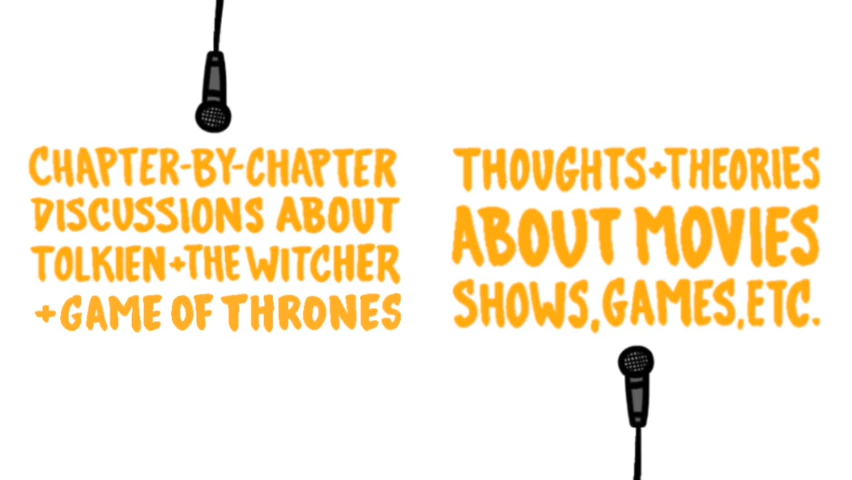 CHAPTER-BY-CHAPTER
DISCUSSIONS ABOUT
TOLKIEN+THE WITCHER
+GAME OF THRONES
THOUGHTS+THEORIES
ABOUT MOVIES
SHOWS, GAMES, ETC.